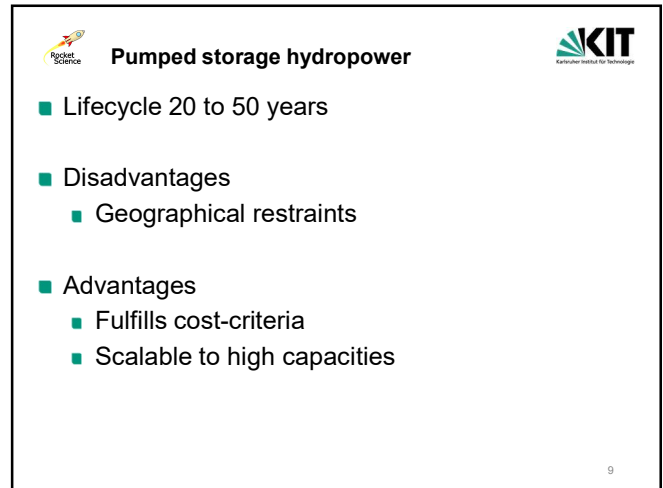 Rocket
Science
Pumped storage hydropower
KIT
Karlsruher Institut für Technologie
Lifecycle 20 to 50 years
Disadvantages
Geographical restraints
Advantages
Fulfills cost-criteria
Scalable to high capacities
9